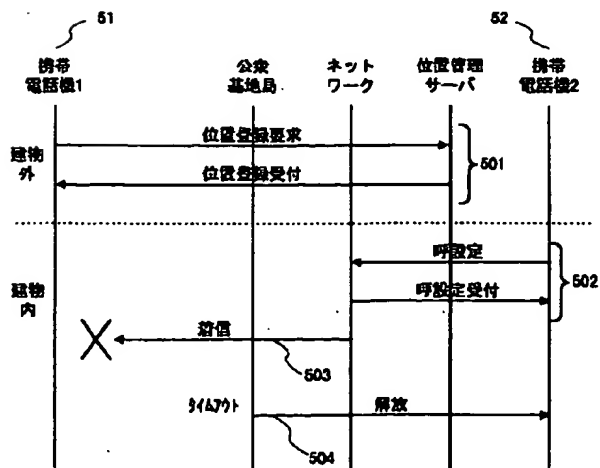 51
52
携帯
電話機1
公衆
基地局
ネット
ワーク
位置管理
サーバ
携帯
電話機2
建物
外
位置登録要求
位置登録受付
501
建物
内
呼設定
呼設定受付
502
着信
503
タイムアウト
解放
504